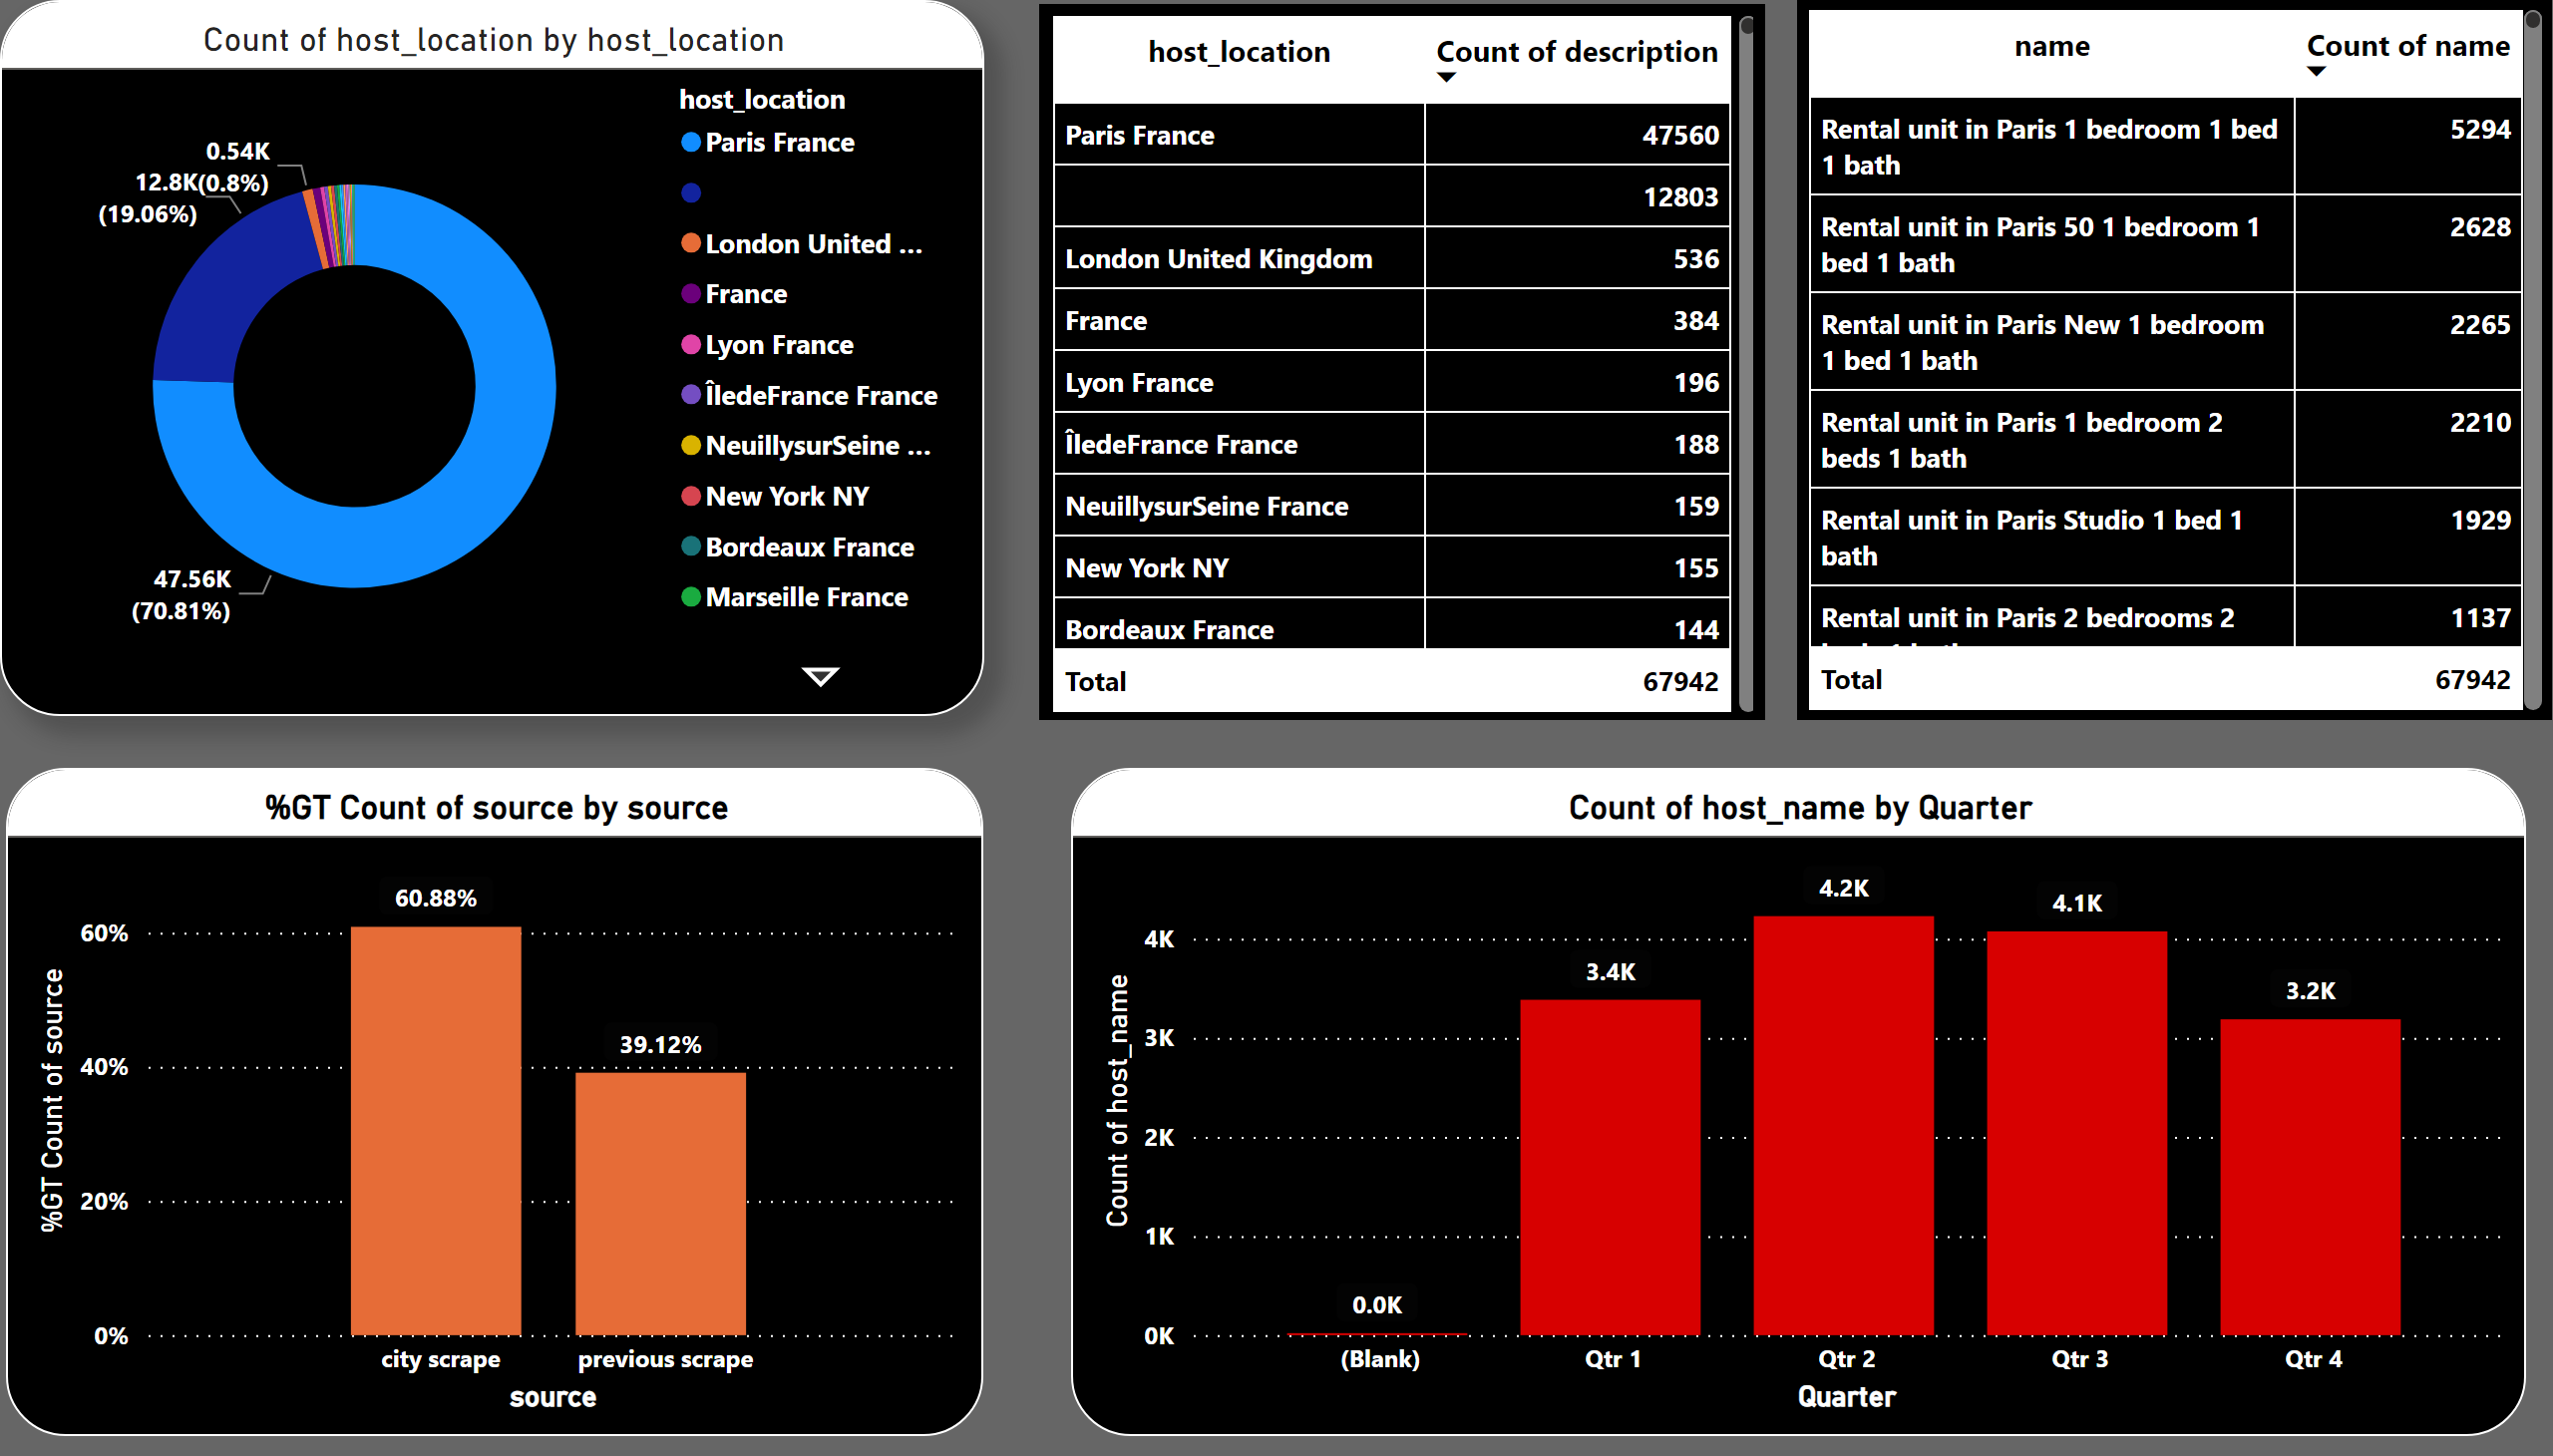 Count of host_location by host_location
host_location
Paris France
London United ...
France
Lyon France
ÎledeFrance France
NeuillysurSeine ...
New York NY
Bordeaux France
Marseille France
0.54K
(0.8%)
12.8K
(19.06%)
47.56K
(70.81%)
host_location Count of description
Paris France 47560
12803
London United Kingdom 536
France 384
Lyon France 196
ÎledeFrance France 188
NeuillysurSeine France 159
New York NY 155
Bordeaux France 144
Total 67942
name Count of name
Rental unit in Paris 1 bedroom 1 bed 5294
1 bath
Rental unit in Paris 50 1 bedroom 1 2628
bed 1 bath
Rental unit in Paris New 1 bedroom 2265
1 bed 1 bath
Rental unit in Paris 1 bedroom 2 2210
beds 1 bath
Rental unit in Paris Studio 1 bed 1 1929
bath
Rental unit in Paris 2 bedrooms 2 1137
Total 67942
%GT Count of source by source
%GT Count of source
60%
40%
20%
0%
60.88%
39.12%
city scrape previous scrape
source
Count of host_name by Quarter
Count of host_name
4K
3K
2K
1K
0K
0.0K
3.4K
4.2K
4.1K
3.2K
(Blank) Qtr 1 Qtr 2 Qtr 3 Qtr 4
Quarter